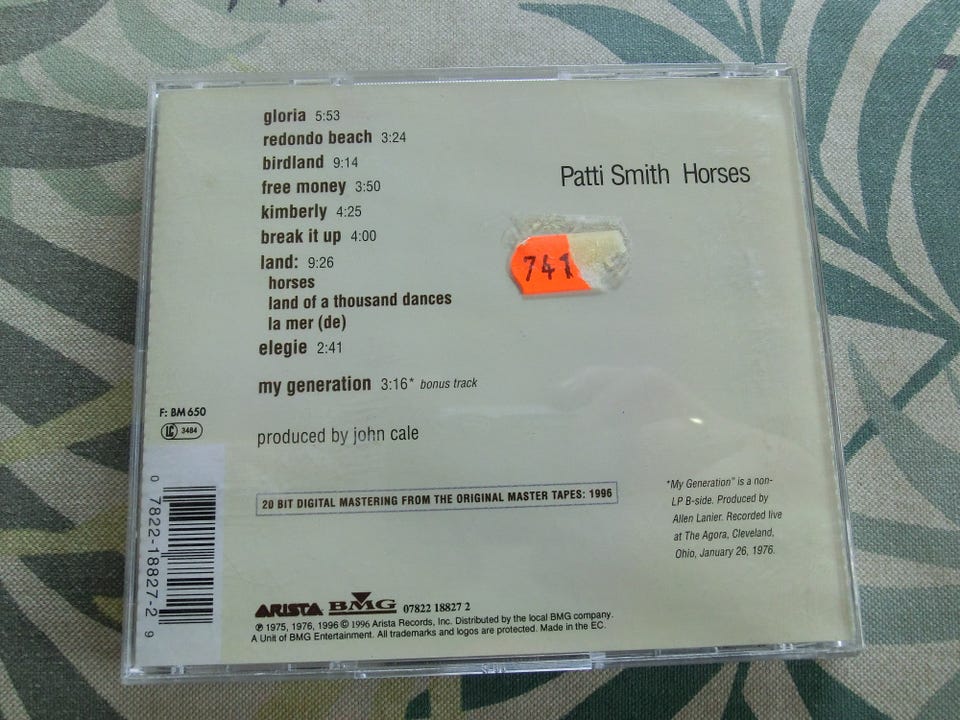 gloria 5:53
redondo beach 3:24
birdland 9:14
free money 3:50
kimberly 4:25
break it up 4:00
land: 9:26
horses
land of a thousand dances
la mer (de)
elegie 2:41
my generation 3:16* bonus track
produced by john cale
Patti Smith Horses
741
F: BM 650
LC 3484
0 7822-18827-2 9
20 BIT DIGITAL MASTERING FROM THE ORIGINAL MASTER TAPES: 1996
*"My Generation" is a non-
LP B-side. Produced by
Allen Lanier. Recorded live
at The Agora, Cleveland,
Ohio, January 26, 1976.
ARISTA BMG 07822 18827 2
℗ 1975, 1976, 1996 © 1996 Arista Records, Inc. Distributed by the local BMG company.
A Unit of BMG Entertainment. All trademarks and logos are protected. Made in the EC.